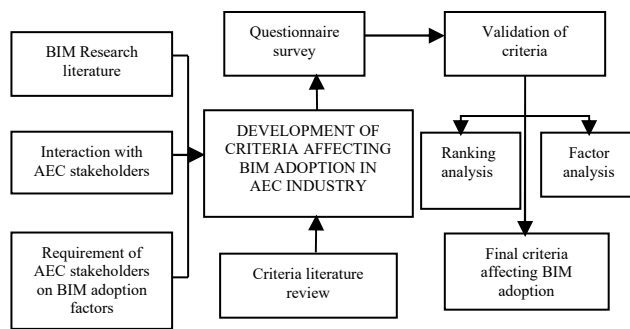 BIM Research
literature
Interaction with
AEC stakeholders
Requirement of
AEC stakeholders
on BIM adoption
factors
Questionnaire
survey
DEVELOPMENT OF
CRITERIA AFFECTING
BIM ADOPTION IN
AEC INDUSTRY
Criteria literature
review
Validation of
criteria
Ranking
analysis
Factor
analysis
Final criteria
affecting BIM
adoption